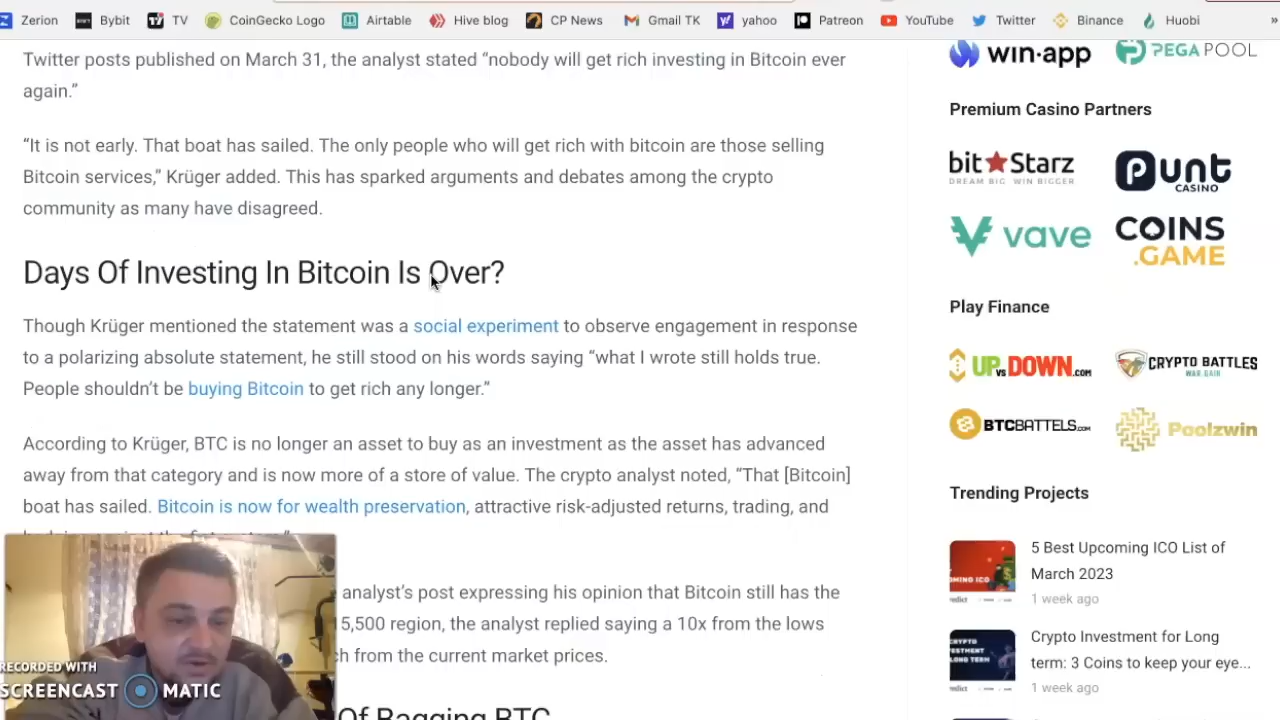 Zerion Bybit TV CoinGecko Logo Airtable Hive blog CP News Gmail TK yahoo Patreon YouTube Twitter Binance Huobi »
Twitter posts published on March 31, the analyst stated “nobody will get rich investing in Bitcoin ever
again.”
“It is not early. That boat has sailed. The only people who will get rich with bitcoin are those selling
Bitcoin services,” Krüger added. This has sparked arguments and debates among the crypto
community as many have disagreed.
Days Of Investing In Bitcoin Is Over?
Though Krüger mentioned the statement was a social experiment to observe engagement in response
to a polarizing absolute statement, he still stood on his words saying “what I wrote still holds true.
People shouldn’t be buying Bitcoin to get rich any longer.”
According to Krüger, BTC is no longer an asset to buy as an investment as the asset has advanced
away from that category and is now more of a store of value. The crypto analyst noted, “That [Bitcoin]
boat has sailed. Bitcoin is now for wealth preservation, attractive risk-adjusted returns, trading, and
analyst’s post expressing his opinion that Bitcoin still has the
5,500 region, the analyst replied saying a 10x from the lows
from the current market prices.
Of Bagging BTC
RECORDED WITH
SCREENCAST MATIC
win·app
PEGA POOL
Premium Casino Partners
bit★Starz
DREAM BIG WIN BIGGER
Punt
CASINO
vave
COINS
.GAME
Play Finance
UP vs DOWN.com
CRYPTO BATTLES
WAR.GAIN
BTCBATTELS.COM
Poolzwin
Trending Projects
5 Best Upcoming ICO List of
March 2023
1 week ago
Crypto Investment for Long
term: 3 Coins to keep your eye...
1 week ago